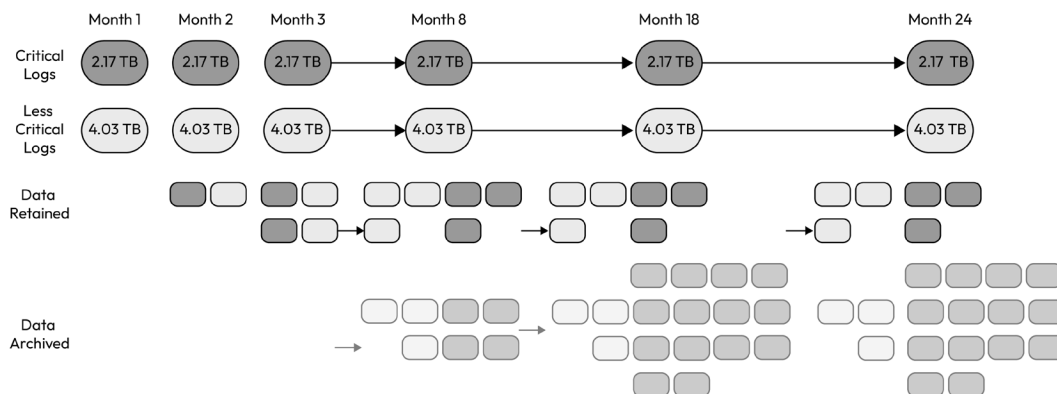 Month 1 Month 2 Month 3 Month 8 Month 18 Month 24
Critical
Logs
2.17 TB 2.17 TB 2.17 TB 2.17 TB 2.17 TB 2.17 TB
Less
Critical
Logs
4.03 TB 4.03 TB 4.03 TB 4.03 TB 4.03 TB 4.03 TB
Data
Retained
Data
Archived